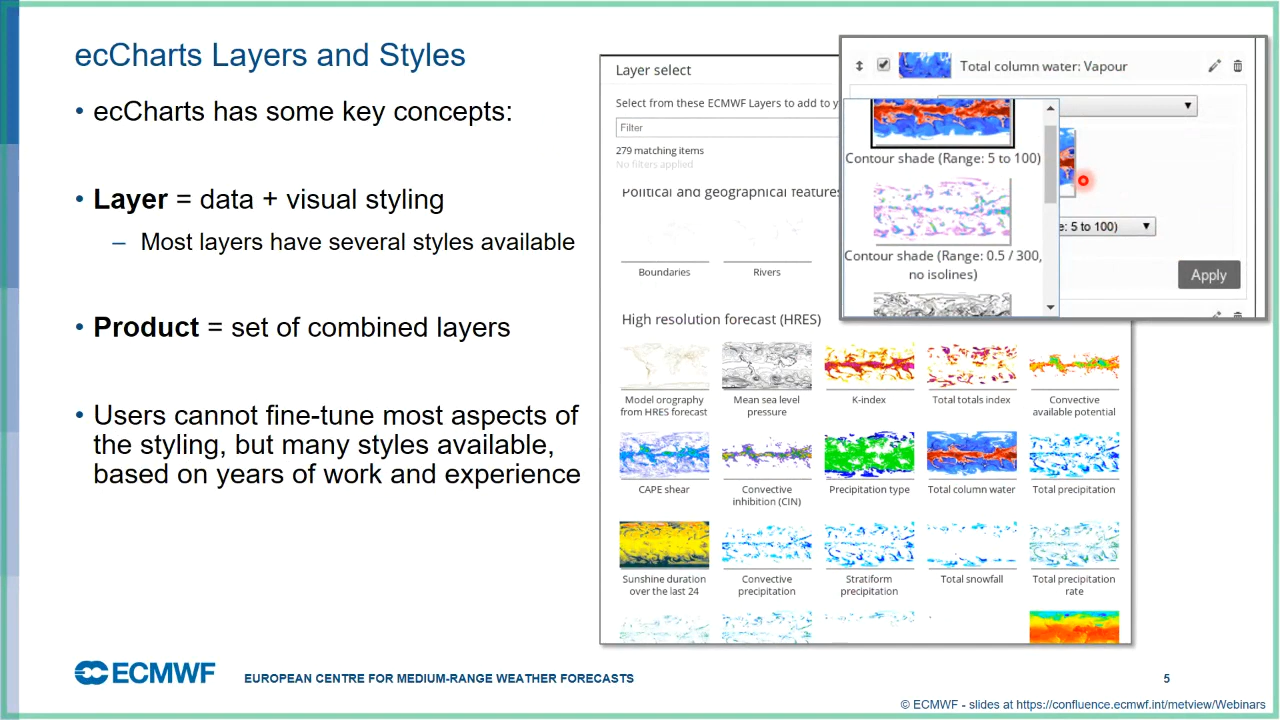 ecCharts Layers and Styles
• ecCharts has some key concepts:
• Layer = data + visual styling
– Most layers have several styles available
• Product = set of combined layers
• Users cannot fine-tune most aspects of
the styling, but many styles available,
based on years of work and experience
Layer select
Select from these ECMWF Layers to add to y
Filter
279 matching items
No filters applied
Political and geographical features
Boundaries
Rivers
High resolution forecast (HRES)
Model orography
from HRES forecast
Mean sea level
pressure
K-index
Total totals index
Convective
available potential
CAPE shear
Convective
inhibition (CIN)
Precipitation type
Total column water
Total precipitation
Sunshine duration
over the last 24
Convective
precipitation
Stratiform
precipitation
Total snowfall
Total precipitation
rate
Total column water: Vapour
Contour shade (Range: 5 to 100)
Contour shade (Range: 0.5 / 300,
no isolines)
e: 5 to 100)
Apply
ECMWF
EUROPEAN CENTRE FOR MEDIUM-RANGE WEATHER FORECASTS
5
© ECMWF - slides at https://confluence.ecmwf.int/metview/Webinars